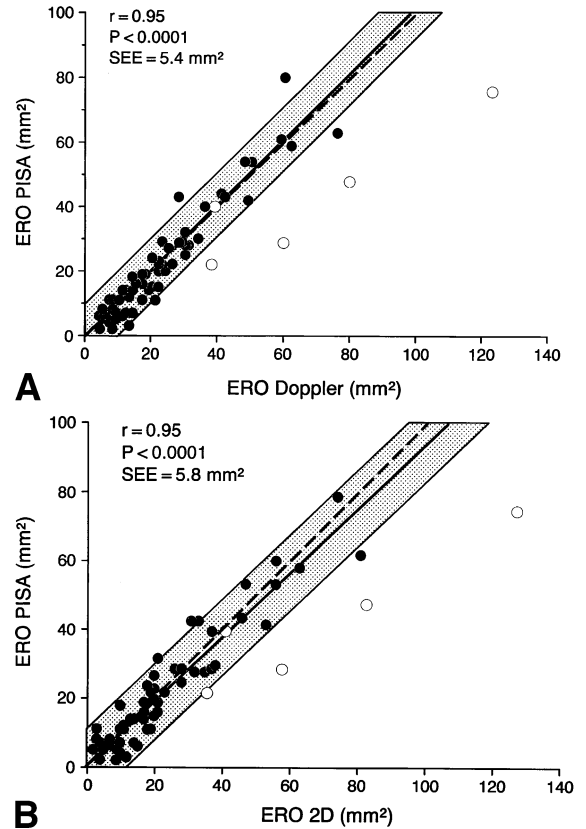 r = 0.95
P < 0.0001
SEE = 5.4 mm²
100
80
60
40
20
0
ERO PISA (mm²)
0 20 40 60 80 100 120 140
ERO Doppler (mm²)
A
r = 0.95
P < 0.0001
SEE = 5.8 mm²
100
80
60
40
20
0
ERO PISA (mm²)
0 20 40 60 80 100 120 140
ERO 2D (mm²)
B